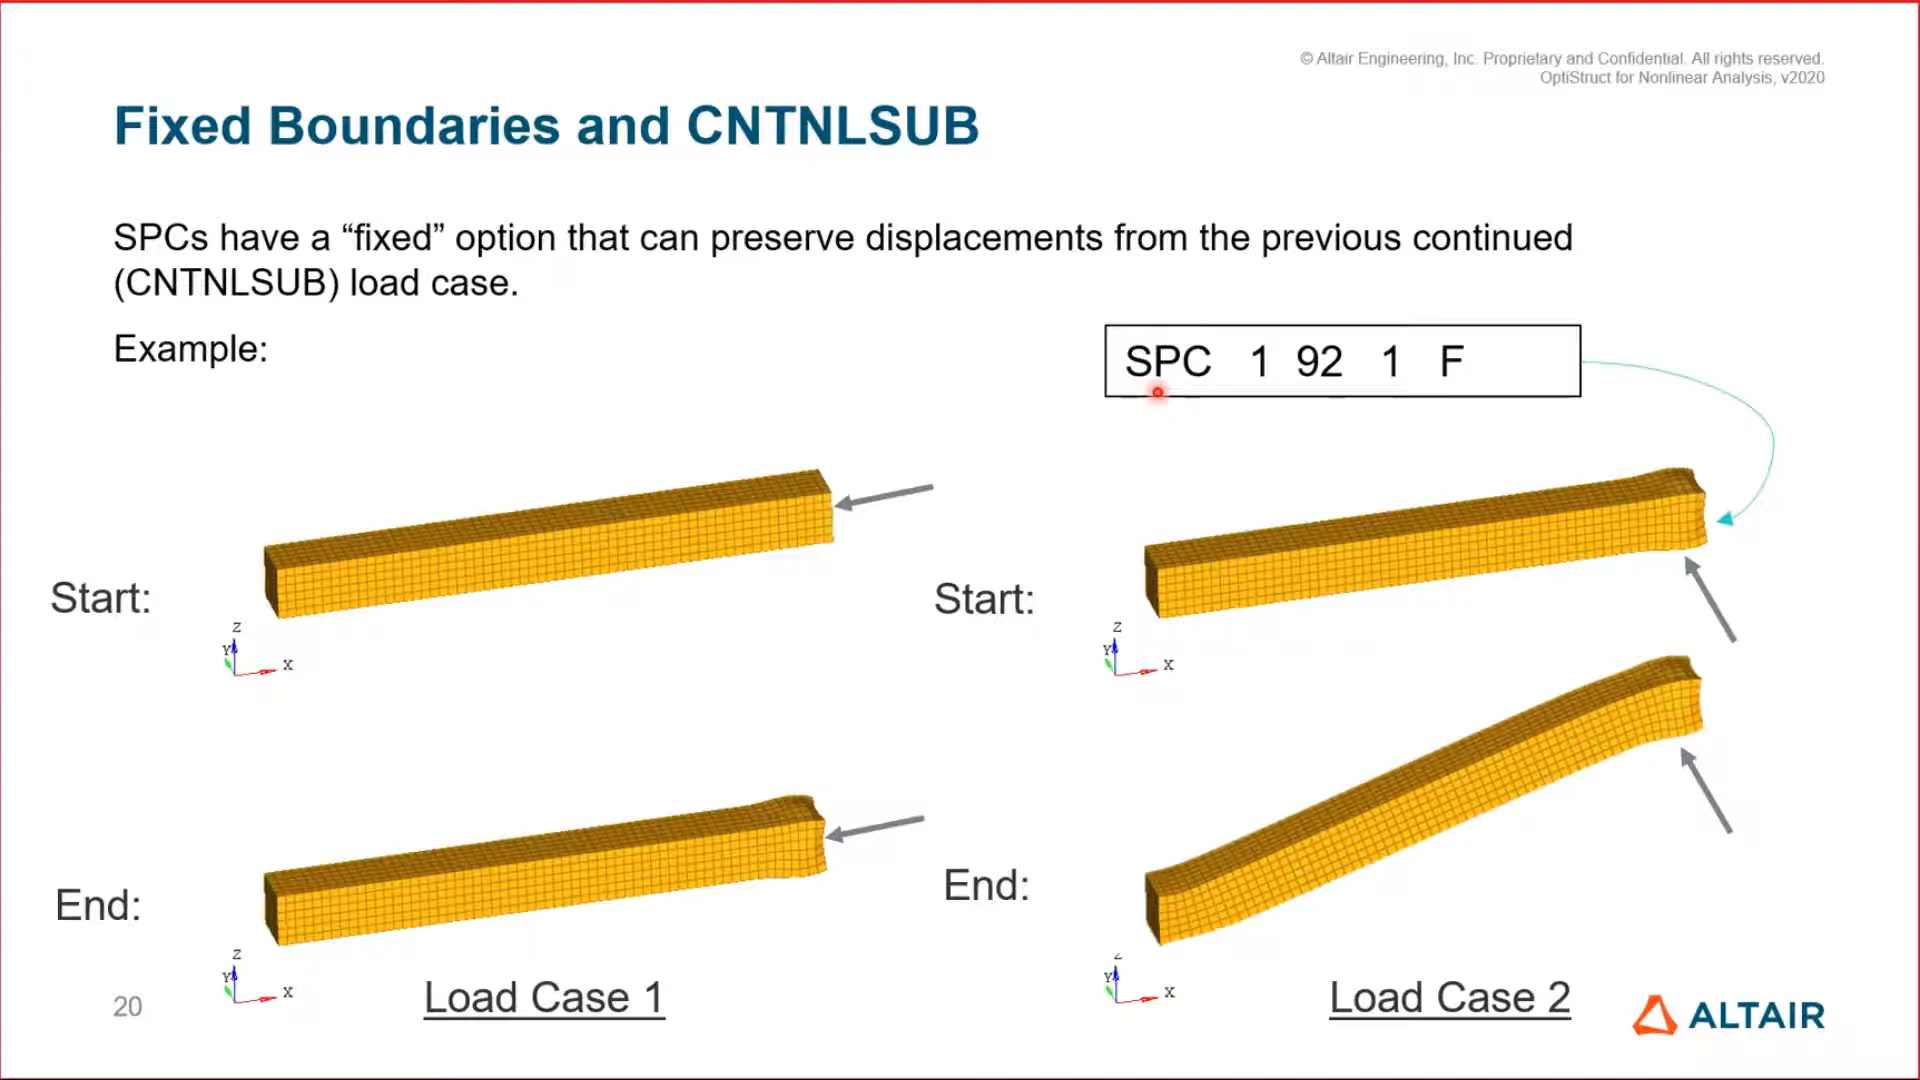 © Altair Engineering, Inc. Proprietary and Confidential. All rights reserved.
OptiStruct for Nonlinear Analysis, v2020
Fixed Boundaries and CNTNLSUB
SPCs have a “fixed” option that can preserve displacements from the previous continued
(CNTNLSUB) load case.
Example:
SPC 1 92 1 F
Start:
Z
Y
X
Start:
Z
Y
X
End:
Z
Y
X
End:
Z
Y
X
Load Case 1
Load Case 2
20
ALTAIR